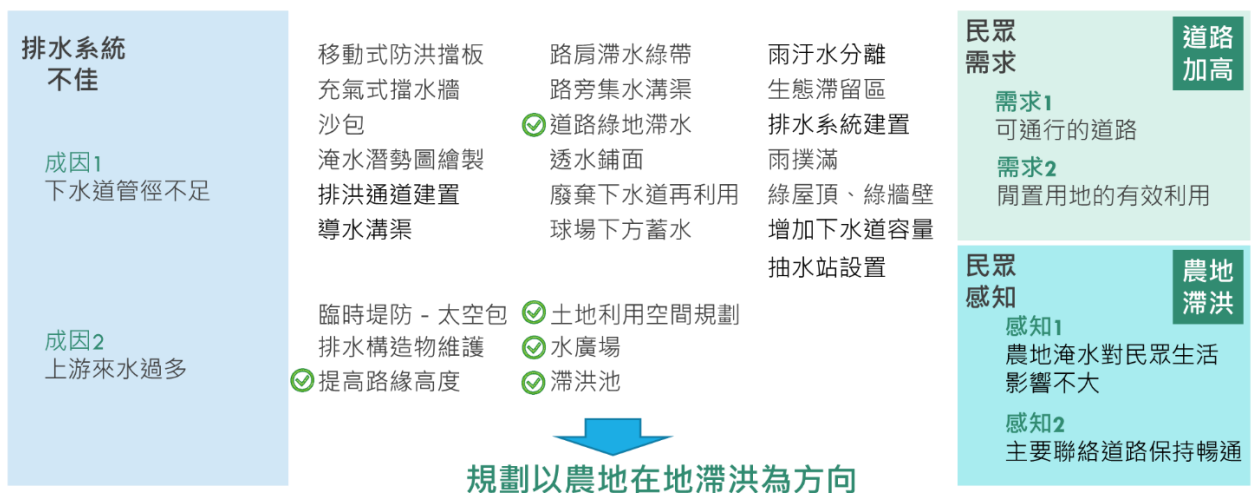 排水系統
不佳
成因1
下水道管徑不足
移動式防洪擋板
充氣式擋水牆
沙包
淹水潛勢圖繪製
排洪通道建置
導水溝渠
路肩滯水綠帶
路旁集水溝渠
道路綠地滯水
透水鋪面
廢棄下水道再利用
球場下方蓄水
雨汙水分離
生態滯留區
排水系統建置
雨撲滿
綠屋頂、綠牆壁
增加下水道容量
抽水站設置
成因2
上游來水過多
臨時堤防 - 太空包
排水構造物維護
提高路緣高度
土地利用空間規劃
水廣場
滯洪池
規劃以農地在地滯洪為方向
民眾
需求
道路
加高
需求1
可通行的道路
需求2
閒置用地的有效利用
民眾
感知
農地
滯洪
感知1
農地淹水對民眾生活
影響不大
感知2
主要聯絡道路保持暢通